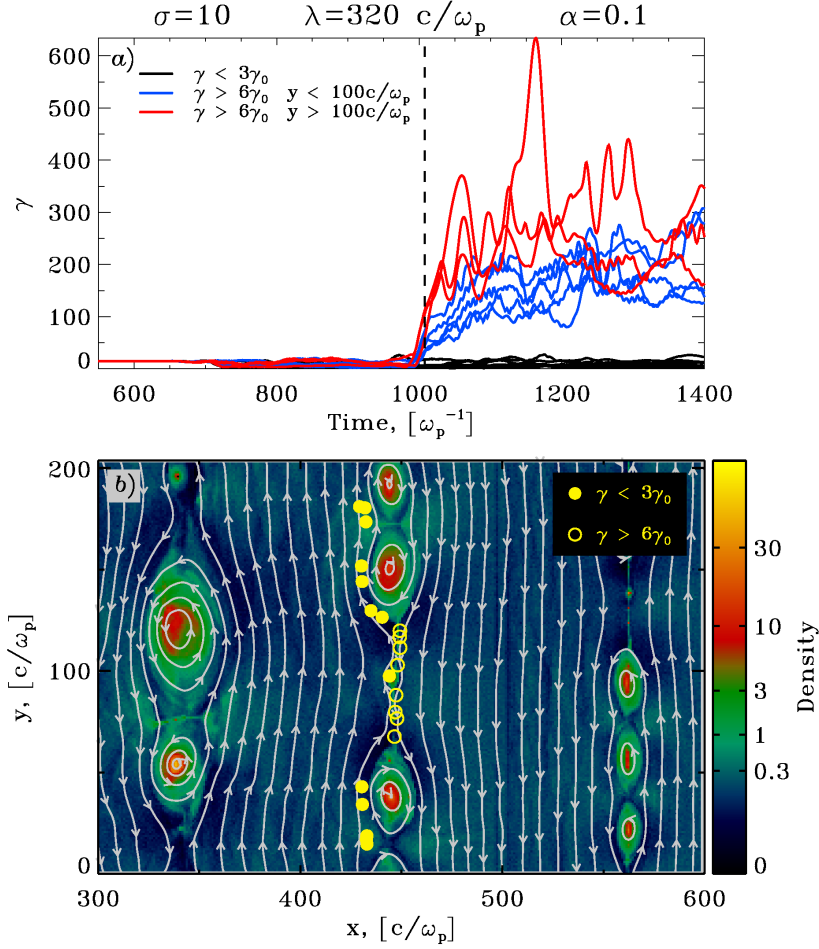 σ=10 λ=320 c/ωₚ α=0.1
a)
γ < 3γ₀
γ > 6γ₀ y < 100c/ωₚ
γ > 6γ₀ y > 100c/ωₚ
600
500
400
300
200
100
0
γ
600 800 1000 1200 1400
Time, [ωₚ⁻¹]
b)
γ < 3γ₀
γ > 6γ₀
200
100
0
y, [c/ωₚ]
30
10
3
1
0.3
0
Density
300 400 500 600
x, [c/ωₚ]